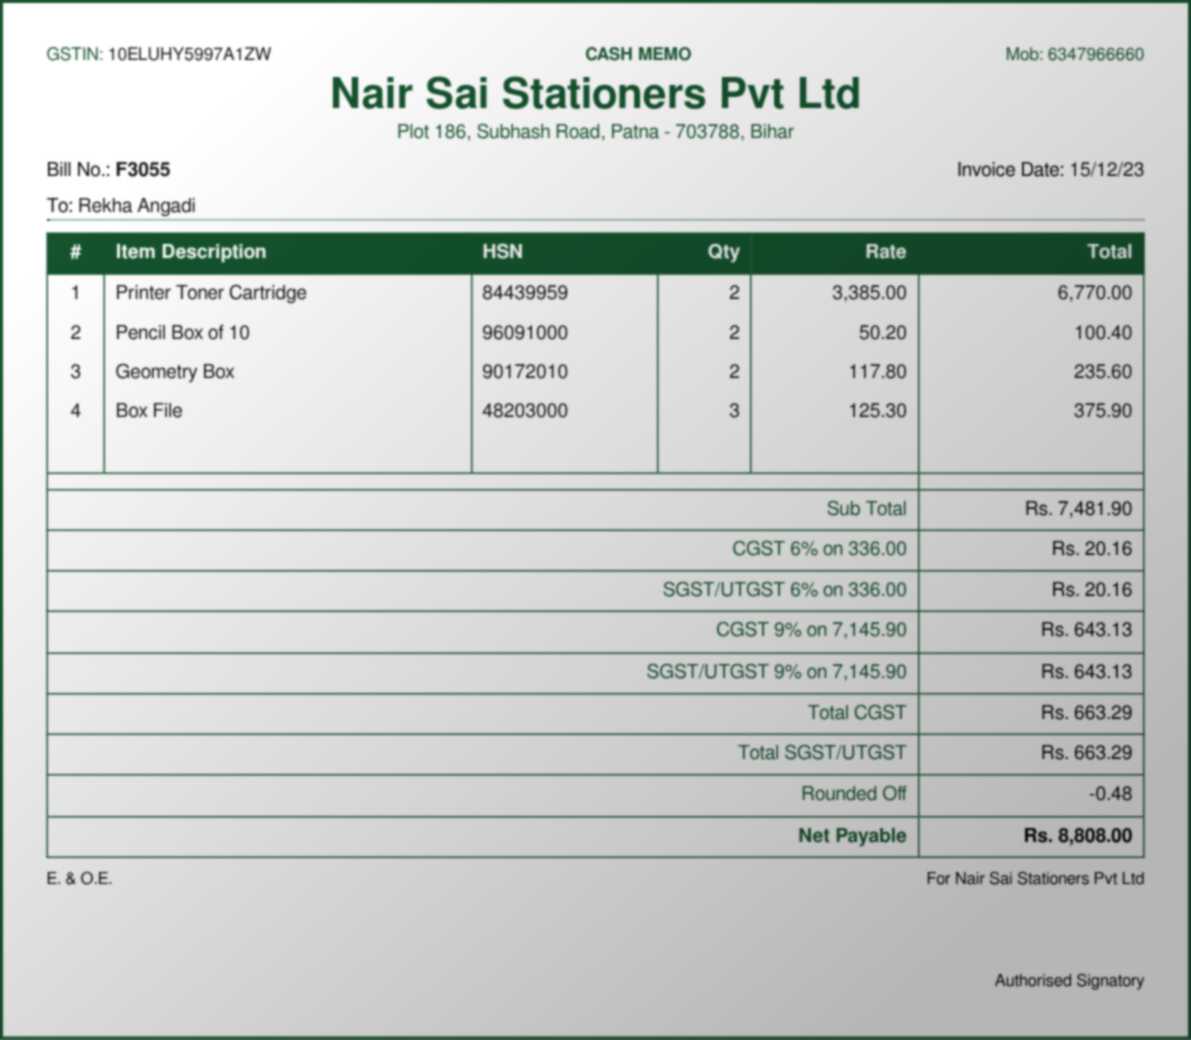 GSTIN: 10ELUHY5997A1ZW CASH MEMO Mob: 6347966660
Nair Sai Stationers Pvt Ltd
Plot 186, Subhash Road, Patna - 703788, Bihar
Bill No.: F3055 Invoice Date: 15/12/23
To: Rekha Angadi
# Item Description HSN Qty Rate Total
1 Printer Toner Cartridge 84439959 2 3,385.00 6,770.00
2 Pencil Box of 10 96091000 2 50.20 100.40
3 Geometry Box 90172010 2 117.80 235.60
4 Box File 48203000 3 125.30 375.90
Sub Total Rs. 7,481.90
CGST 6% on 336.00 Rs. 20.16
SGST/UTGST 6% on 336.00 Rs. 20.16
CGST 9% on 7,145.90 Rs. 643.13
SGST/UTGST 9% on 7,145.90 Rs. 643.13
Total CGST Rs. 663.29
Total SGST/UTGST Rs. 663.29
Rounded Off -0.48
Net Payable Rs. 8,808.00
E. & O.E. For Nair Sai Stationers Pvt Ltd
Authorised Signatory